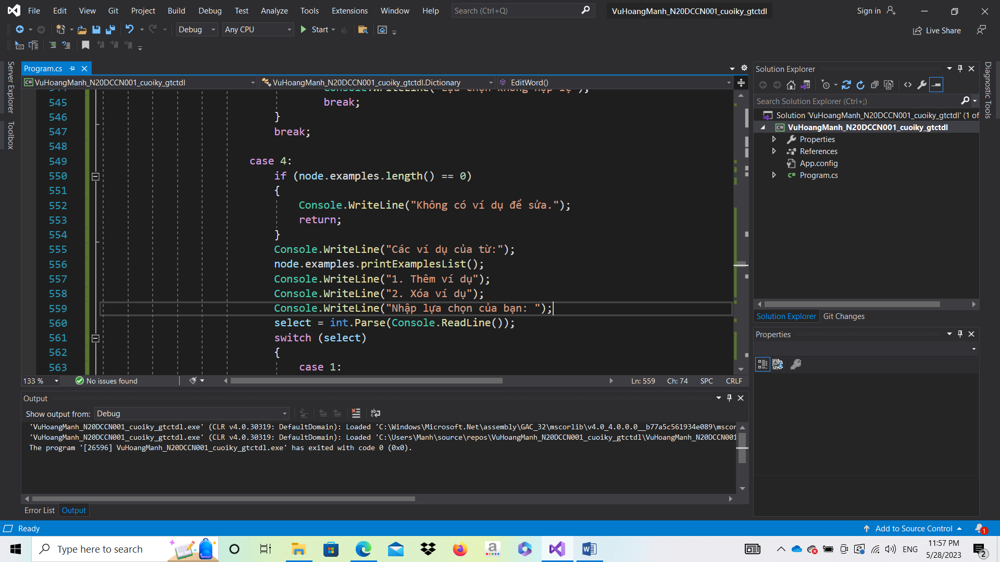 File Edit View Git Project Build Debug Test Analyze Tools Extensions Window Help Search (Ctrl+Q) VuHoangManh_N20DCCN001_cuoiky_gtctdl Sign in
Debug Any CPU Start Live Share
Server Explorer
Toolbox
Program.cs
VuHoangManh_N20DCCN001_cuoiky_gtctdl VuHoangManh_N20DCCN001_cuoiky_gtctdl.Dictionary EditWord()
544 Console.WriteLine("Lựa chọn không hợp lệ");
545 break;
546 }
547 break;
548
549 case 4:
550 if (node.examples.length() == 0)
551 {
552 Console.WriteLine("Không có ví dụ để sửa.");
553 return;
554 }
555 Console.WriteLine("Các ví dụ của từ:");
556 node.examples.printExamplesList();
557 Console.WriteLine("1. Thêm ví dụ");
558 Console.WriteLine("2. Xóa ví dụ");
559 Console.WriteLine("Nhập lựa chọn của bạn: ");
560 select = int.Parse(Console.ReadLine());
561 switch (select)
562 {
563 case 1:
133 % No issues found Ln: 559 Ch: 74 SPC CRLF
Output
Show output from: Debug
'VuHoangManh_N20DCCN001_cuoiky_gtctdl.exe' (CLR v4.0.30319: DefaultDomain): Loaded 'C:\Windows\Microsoft.Net\assembly\GAC_32\mscorlib\v4.0_4.0.0.0__b77a5c561934e089\mscor
'VuHoangManh_N20DCCN001_cuoiky_gtctdl.exe' (CLR v4.0.30319: DefaultDomain): Loaded 'C:\Users\Manh\source\repos\VuHoangManh_N20DCCN001_cuoiky_gtctdl\VuHoangManh_N20DCCN001
The program '[26596] VuHoangManh_N20DCCN001_cuoiky_gtctdl.exe' has exited with code 0 (0x0).
Error List Output
Solution Explorer
Search Solution Explorer (Ctrl+;)
Solution 'VuHoangManh_N20DCCN001_cuoiky_gtctdl' (1 of
VuHoangManh_N20DCCN001_cuoiky_gtctdl
Properties
References
App.config
Program.cs
Solution Explorer Git Changes
Properties
Diagnostic Tools
Ready Add to Source Control 1
Type here to search ENG 11:57 PM
5/28/2023 2